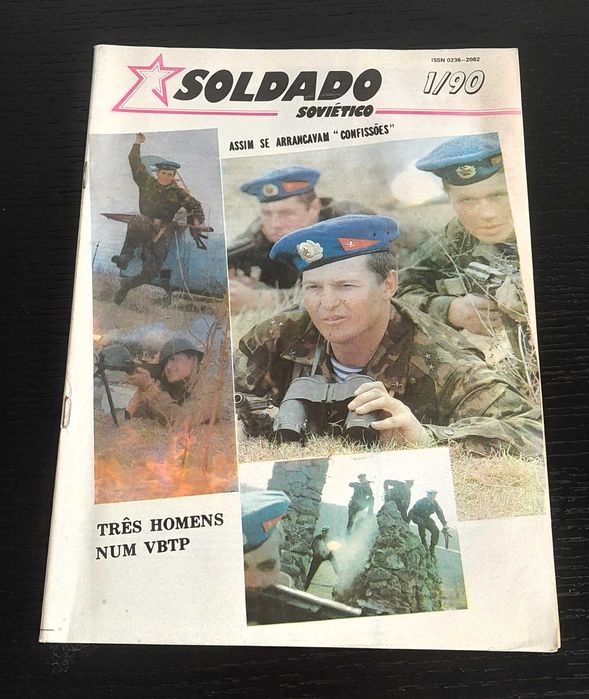 ISSN 0236-2082
SOLDADO
SOVIÉTICO
1/90
ASSIM SE ARRANCAVAM "CONFISSÕES"
TRÊS HOMENS
NUM VBTP